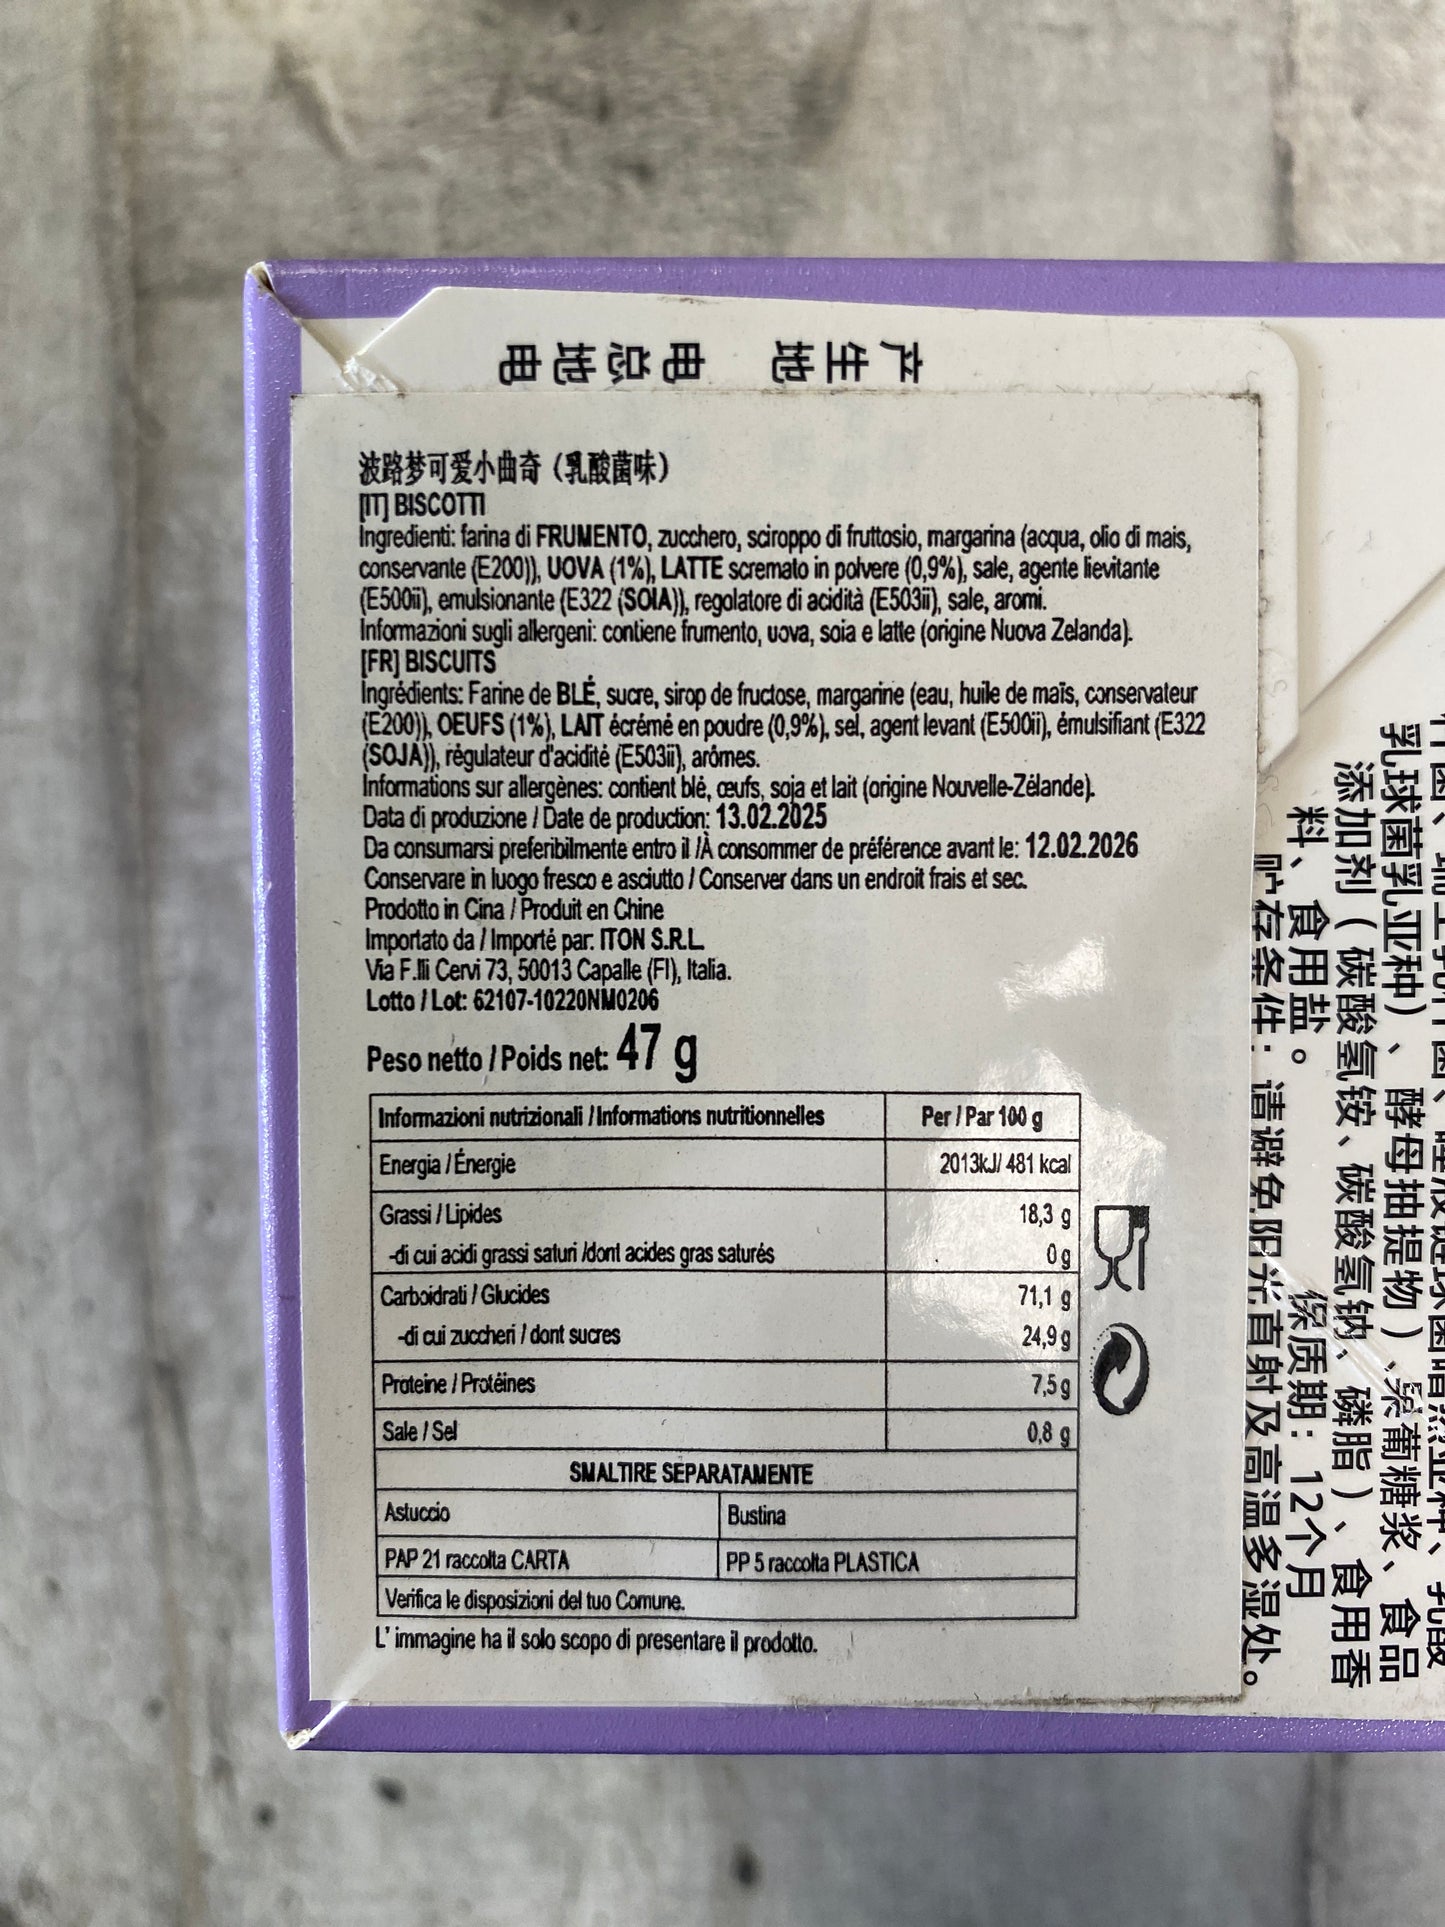 产生地 电总地电
波路梦可爱小曲奇（乳酸菌味）
[IT] BISCOTTI
Ingredienti: farina di FRUMENTO, zucchero, sciroppo di fruttosio, margarina (acqua, olio di mais,
conservante (E200)), UOVA (1%), LATTE scremato in polvere (0,9%), sale, agente lievitante
(E500ii), emulsionante (E322 (SOIA)), regolatore di acidità (E503ii), sale, aromi.
Informazioni sugli allergeni: contiene frumento, uova, soia e latte (origine Nuova Zelanda).
[FR] BISCUITS
Ingrédients: Farine de BLÉ, sucre, sirop de fructose, margarine (eau, huile de maïs, conservateur
(E200)), OEUFS (1%), LAIT écrémé en poudre (0,9%), sel, agent levant (E500ii), émulsifiant (E322
(SOJA)), régulateur d'acidité (E503ii), arômes.
Informations sur allergènes: contient blé, œufs, soja et lait (origine Nouvelle-Zélande).
Data di produzione / Date de production: 13.02.2025
Da consumarsi preferibilmente entro il /À consommer de préférence avant le: 12.02.2026
Conservare in luogo fresco e asciutto / Conserver dans un endroit frais et sec.
Prodotto in Cina / Produit en Chine
Importato da / Importé par: ITON S.R.L
Via F.lli Cervi 73, 50013 Capalle (FI), Italia.
Lotto / Lot: 62107-10220NM0206
Peso netto / Poids net: 47 g
Informazioni nutrizionali / Informations nutritionnelles Per / Par 100 g
Energia / Énergie 2013kJ/ 481 kcal
Grassi / Lipides 18,3 g
-di cui acidi grassi saturi /dont acides gras saturés 0 g
Carboidrati / Glucides 71,1 g
-di cui zuccheri / dont sucres 24,9 g
Proteine / Protéines 7,5 g
Sale / Sel 0,8 g
SMALTIRE SEPARATAMENTE
Astuccio Bustina
PAP 21 raccolta CARTA PP 5 raccolta PLASTICA
Verifica le disposizioni del tuo Comune.
L' immagine ha il solo scopo di presentare il prodotto.
乳球菌乳亚种）、酵母抽提物）、聚葡糖浆、食品
添加剂（碳酸氢铵、碳酸氢钠、磷脂）、食用香
料、食用盐。 保质期：12个月
贮存条件：请避免阳光直射及高温多湿处。